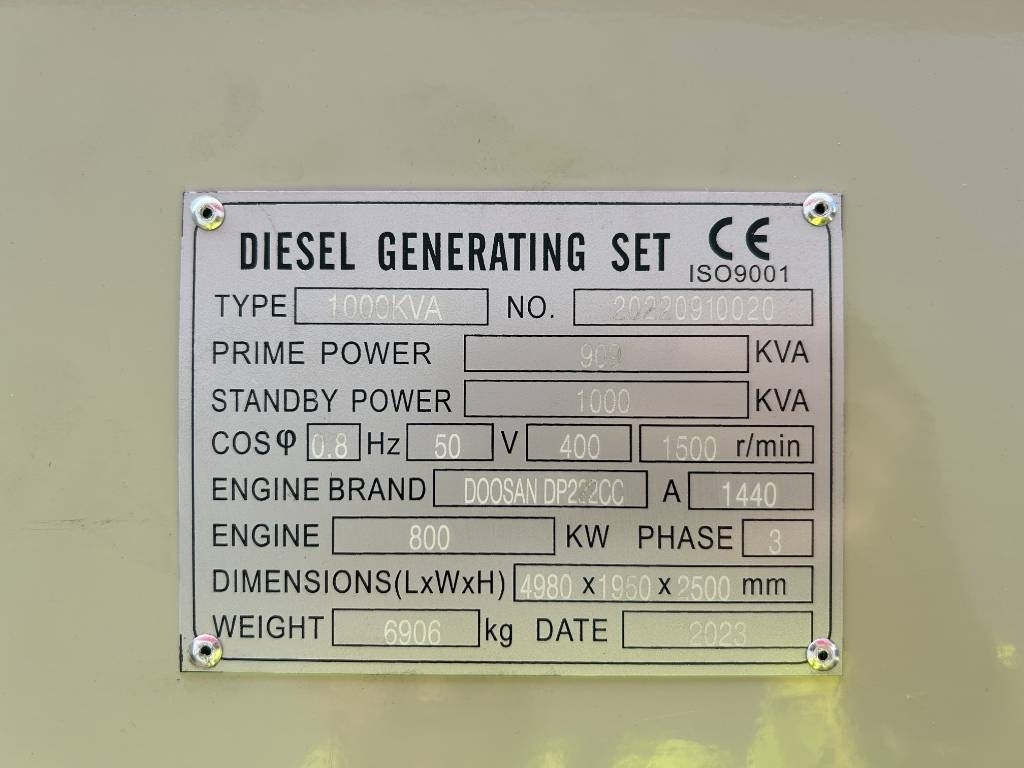 DIESEL GENERATING SET CE
ISO9001
TYPE 1000KVA NO. 20220910020
PRIME POWER 909 KVA
STANDBY POWER 1000 KVA
COSφ 0.8 Hz 50 V 400 1500 r/min
ENGINE BRAND DOOSAN DP222CC A 1440
ENGINE 800 KW PHASE 3
DIMENSIONS(LxWxH) 4980 x 1950 x 2500 mm
WEIGHT 6906 kg DATE 2023